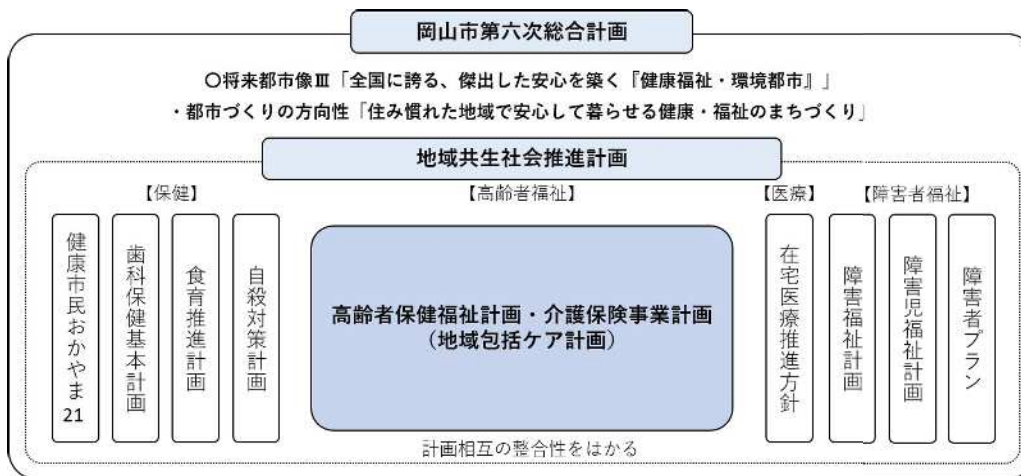 岡山市第六次総合計画
〇将来都市像Ⅲ「全国に誇る、傑出した安心を築く『健康福祉・環境都市』」
・都市づくりの方向性「住み慣れた地域で安心して暮らせる健康・福祉のまちづくり」
地域共生社会推進計画
【保健】
【高齢者福祉】
【医療】
【障害者福祉】
健康市民おかやま21
歯科保健基本計画
食育推進計画
自殺対策計画
高齢者保健福祉計画・介護保険事業計画
（地域包括ケア計画）
在宅医療推進方針
障害福祉計画
障害児福祉計画
障害者プラン
計画相互の整合性をはかる